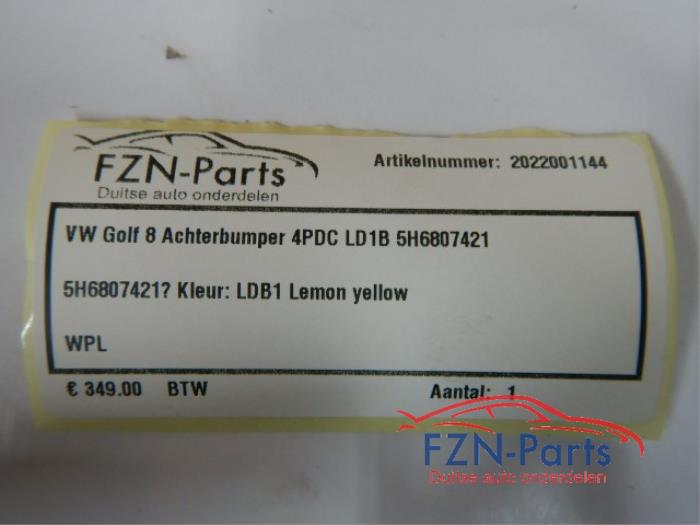 FZN-Parts
Duitse auto onderdelen
Artikelnummer: 2022001144
VW Golf 8 Achterbumper 4PDC LD1B 5H6807421
5H6807421? Kleur: LDB1 Lemon yellow
WPL
€ 349.00 BTW Aantal: 1
FZN-Parts
Duitse auto onderdelen